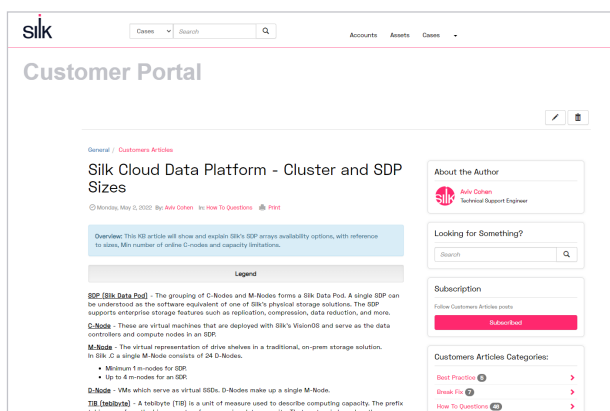 Silk
Cases
Search
Accounts Assets Cases
Customer Portal
General / Customers Articles
Silk Cloud Data Platform - Cluster and SDP
Sizes
Monday, May 2, 2022 By: Aviv Cohen In: How To Questions Print
Overview: This KB article will show and explain Silk's SDP arrays availability options, with reference
to sizes, Min number of online C-nodes and capacity limitations.
Legend
SDP (Silk Data Pod) - The grouping of C-Nodes and M-Nodes forms a Silk Data Pod. A single SDP can
be understood as the software equivalent of one of Silk's physical storage solutions. The SDP
supports enterprise storage features such as replication, compression, data reduction, and more.
C-Node - These are virtual machines that are deployed with Silk's VisionOS and serve as the data
controllers and compute nodes in an SDP.
M-Node - The virtual representation of drive shelves in a traditional, on-prem storage solution.
In Silk ,C a single M-Node consists of 24 D-Nodes.
• Minimum 1 m-nodes for SDP.
• Up to 4 m-nodes for an SDP.
D-Node - VMs which serve as virtual SSDs. D-Nodes make up a single M-Node.
TiB (tebibyte) - A tebibyte (TiB) is a unit of measure used to describe computing capacity. The prefix
About the Author
Silk
Aviv Cohen
Technical Support Engineer
Looking for Something?
Search
Subscription
Follow Customers Articles posts
Subscribed
Customers Articles Categories:
Best Practice 5
Break Fix 7
How To Questions 46